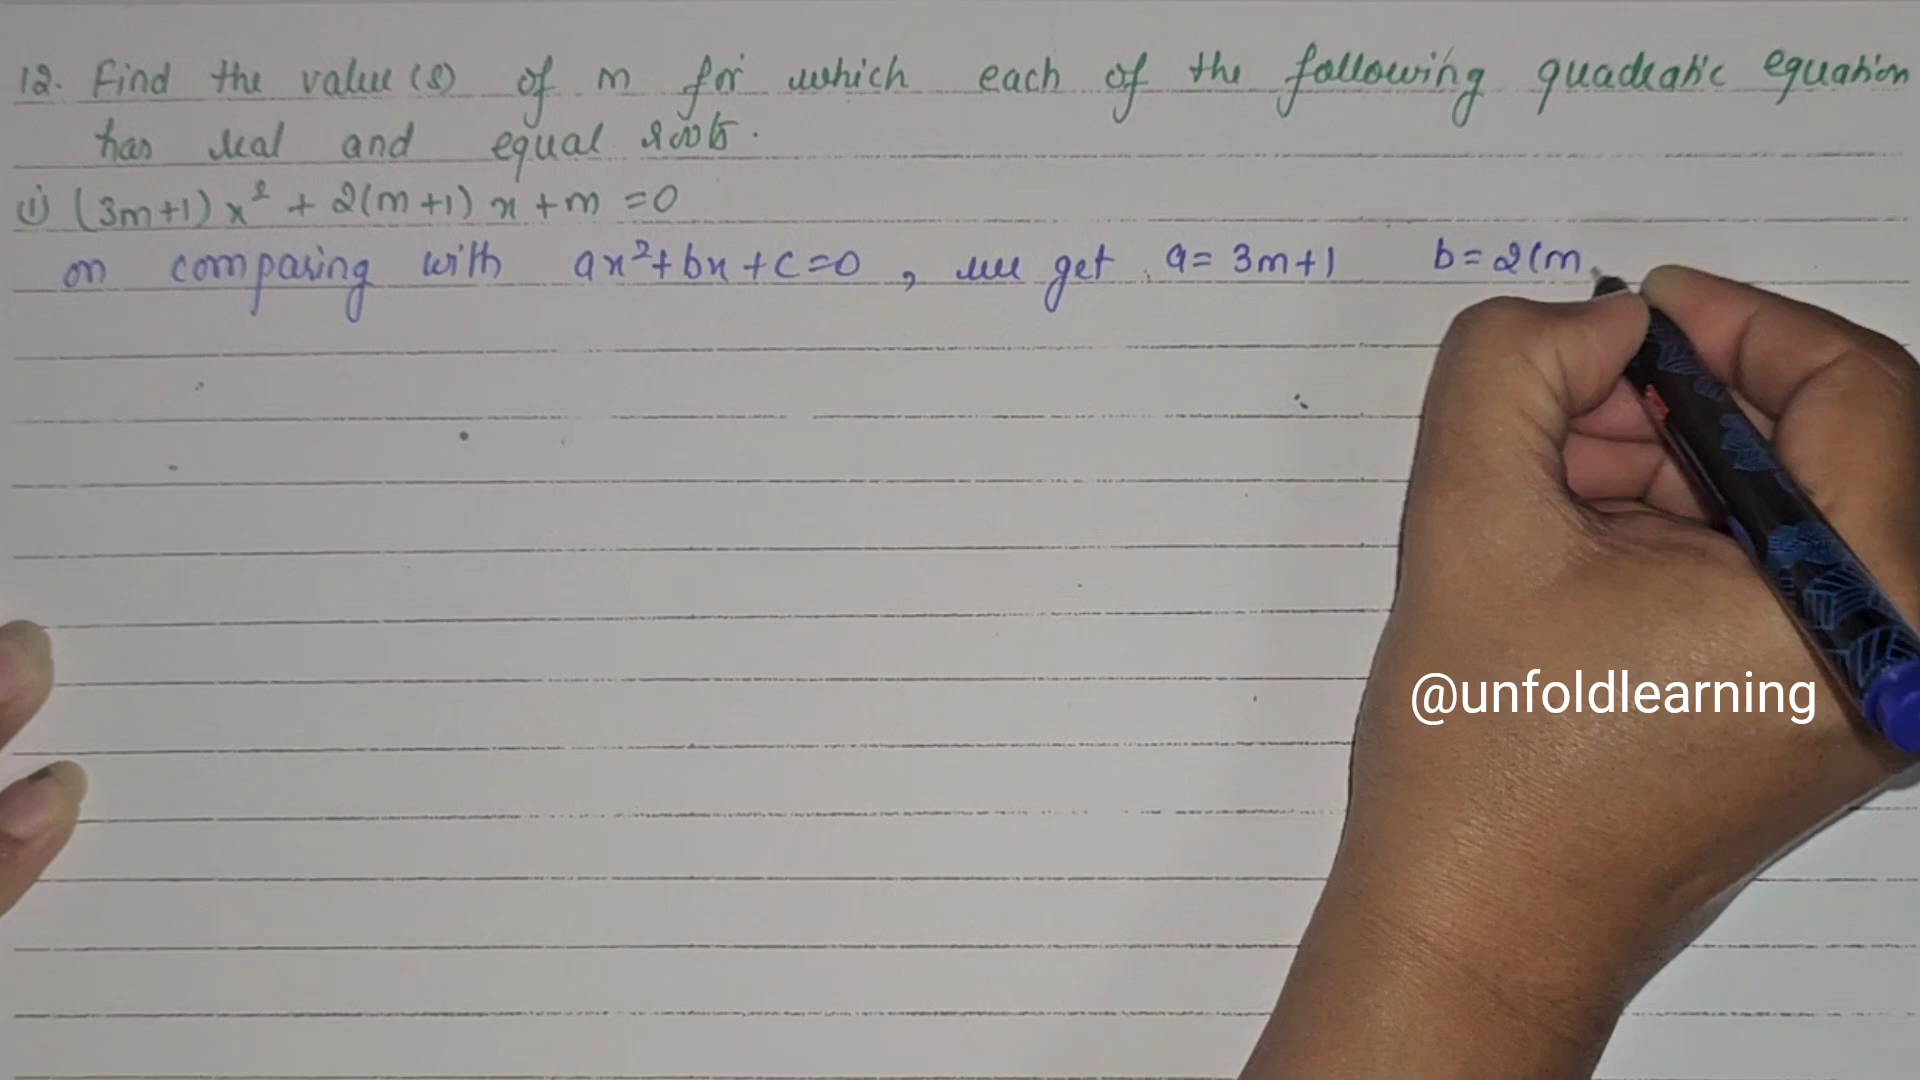 12. Find the value(s) of m for which each of the following quadratic equation
has real and equal roots.
(i) (3m+1)x² + 2(m+1)x+m=0
on comparing with ax²+bx+c=0, we get a=3m+1 b=2(m
@unfoldlearning